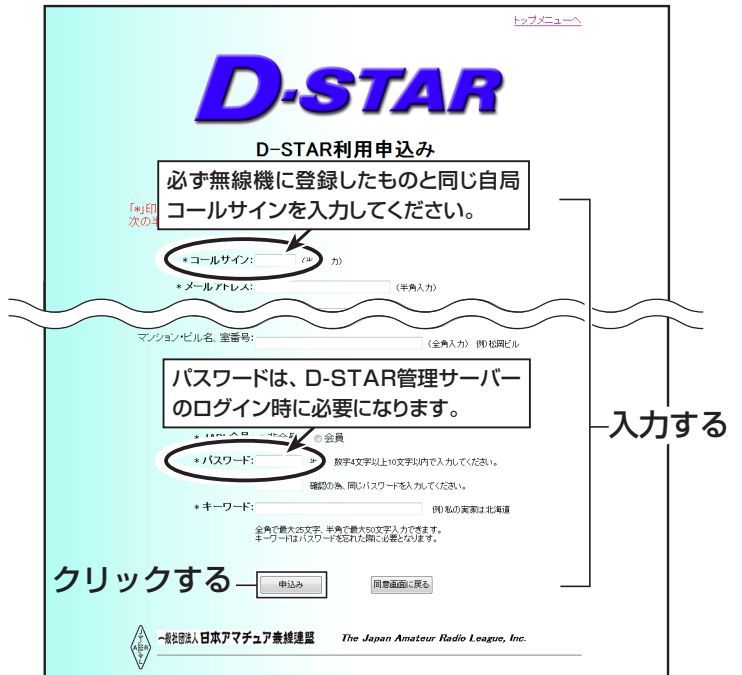 トップメニューへ
D-STAR
D-STAR利用申込み
必ず無線機に登録したものと同じ自局
コールサインを入力してください。
「*」印
次の
*コールサイン:
力)
*メールアドレス:
(半角入力)
マンション・ビル名、室番号:
(全角入力) 例)松岡ビル
パスワードは、D-STAR管理サーバー
のログイン時に必要になります。
会員
*パスワード:
数字4文字以上10文字以内で入力してください。
確認の為、同じパスワードを入力してください。
*キーワード:
例)私の実家は北海道
全角で最大25文字、半角で最大50文字入力できます。
キーワードはパスワードを忘れた際に必要となります。
入力する
クリックする
申込み
同意画面に戻る
JARL
一般社団法人日本アマチュア無線連盟
The Japan Amateur Radio League, Inc.